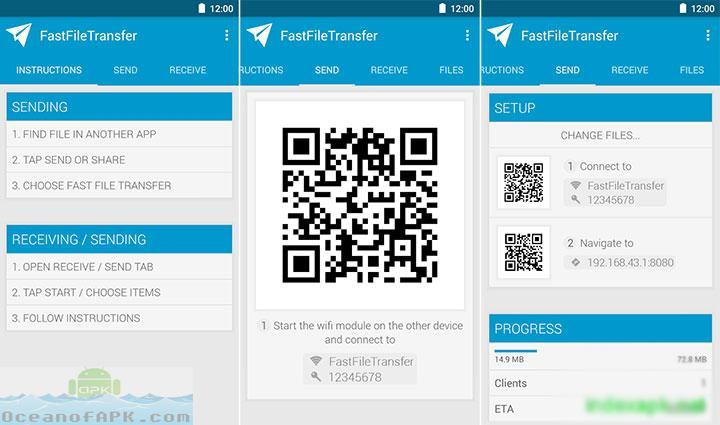 12:00
FastFileTransfer
INSTRUCTIONS SEND RECEIVE
SENDING
1. FIND FILE IN ANOTHER APP
2. TAP SEND OR SHARE
3. CHOOSE FAST FILE TRANSFER
RECEIVING / SENDING
1. OPEN RECEIVE / SEND TAB
2. TAP START / CHOOSE ITEMS
3. FOLLOW INSTRUCTIONS
APK
OceanofAPK.com
12:00
FastFileTransfer
RUCTIONS SEND RECEIVE FILES
1 Start the wifi module on the other device
and connect to
FastFileTransfer
12345678
12:00
FastFileTransfer
RUCTIONS SEND RECEIVE FILES
SETUP
CHANGE FILES...
1 Connect to
FastFileTransfer
12345678
2 Navigate to
192.168.43.1:8080
PROGRESS
14.9 MB 72.8 MB
Clients
ETA